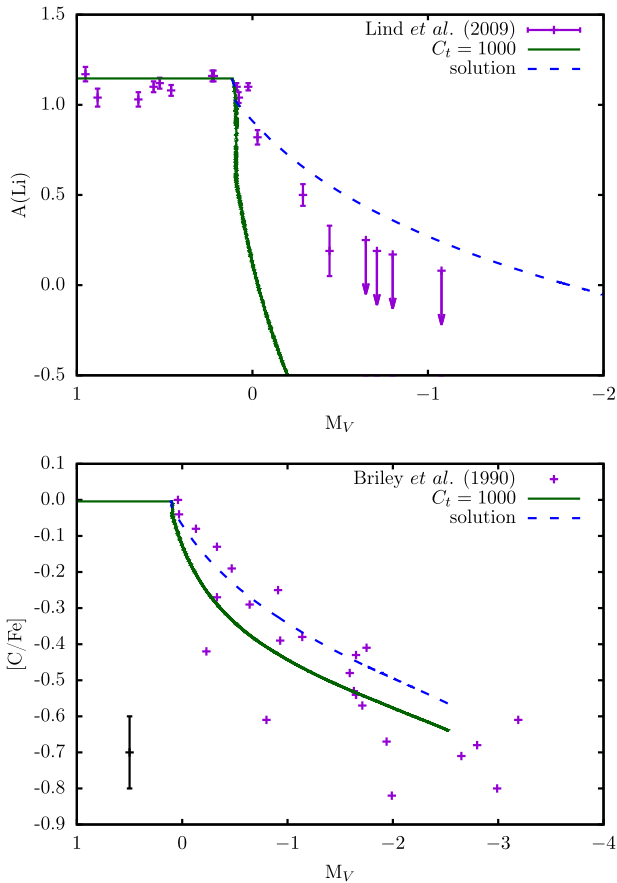 1.5
Lind et al. (2009)
Cₜ = 1000
solution
1.0
A(Li)
0.5
0.0
-0.5
1 0 −1 −2
M_V
0.1
Briley et al. (1990)
Cₜ = 1000
solution
0.0
-0.1
-0.2
-0.3
[C/Fe]
-0.4
-0.5
-0.6
-0.7
-0.8
-0.9
1 0 −1 −2 −3 −4
M_V